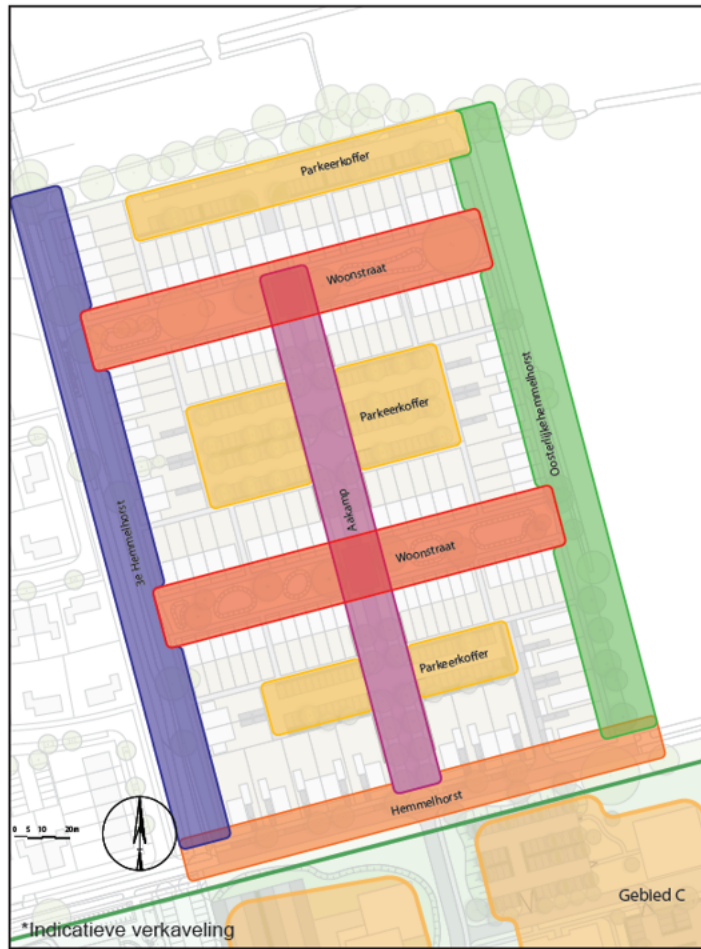 Parkeerkoffer
Woonstraat
Parkeerkoffer
Oosterlijkehemmelhorst
Aakamp
3e Hemmelhorst
Woonstraat
Parkeerkoffer
Hemmelhorst
0 5 10 20m
Gebied C
*Indicatieve verkaveling